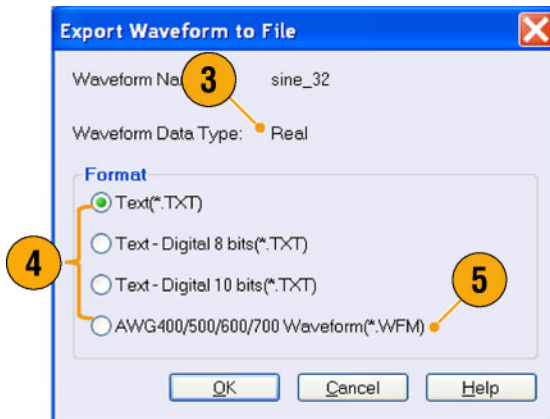 Export Waveform to File
Waveform Na
3
sine_32
Waveform Data Type: Real
Format
Text(*.TXT)
Text - Digital 8 bits(*.TXT)
4
Text - Digital 10 bits(*.TXT)
5
AWG400/500/600/700 Waveform(*.WFM)
OK Cancel Help